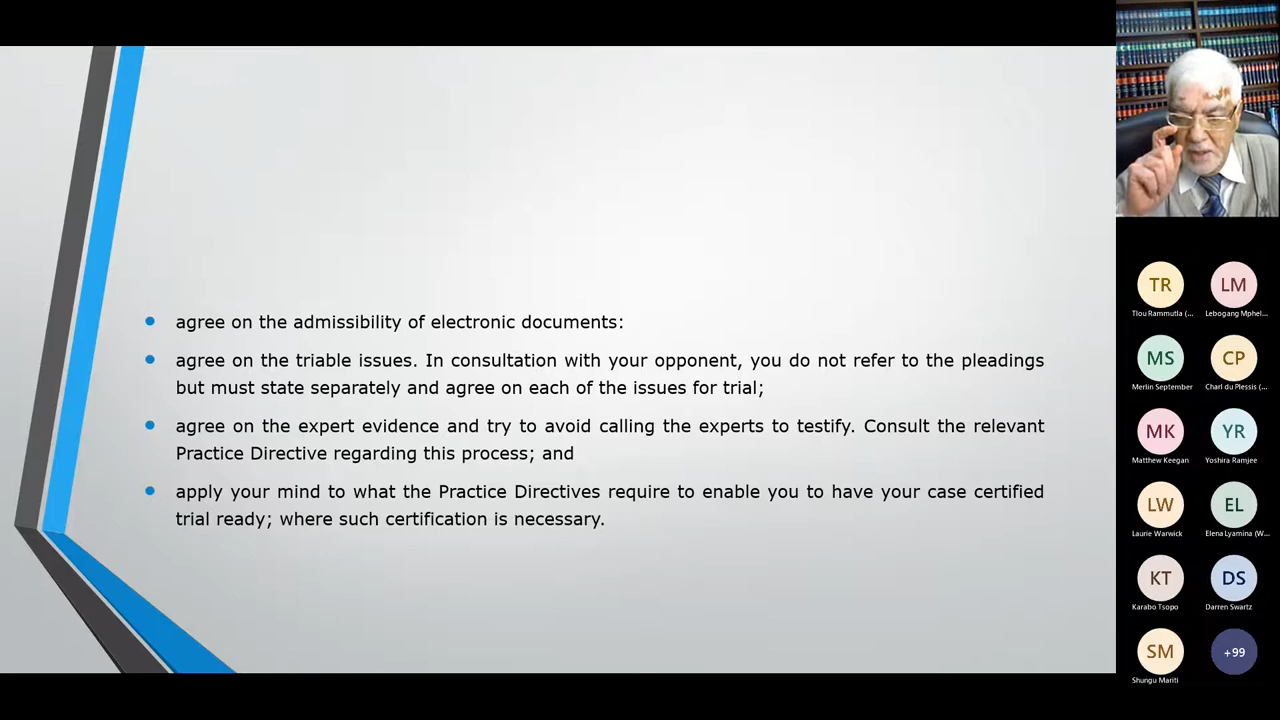 agree on the admissibility of electronic documents:
agree on the triable issues. In consultation with your opponent, you do not refer to the pleadings
but must state separately and agree on each of the issues for trial;
agree on the expert evidence and try to avoid calling the experts to testify. Consult the relevant
Practice Directive regarding this process; and
apply your mind to what the Practice Directives require to enable you to have your case certified
trial ready; where such certification is necessary.
TR LM
Tlou Rammutla (... Lebogang Mphel...
MS CP
Merlin September Charl du Plessis (...
MK YR
Matthew Keegan Yoshira Ramjee
LW EL
Laurie Warwick Elena Lyamina (W...
KT DS
Karabo Tsopo Darren Swartz
SM +99
Shungu Mariti